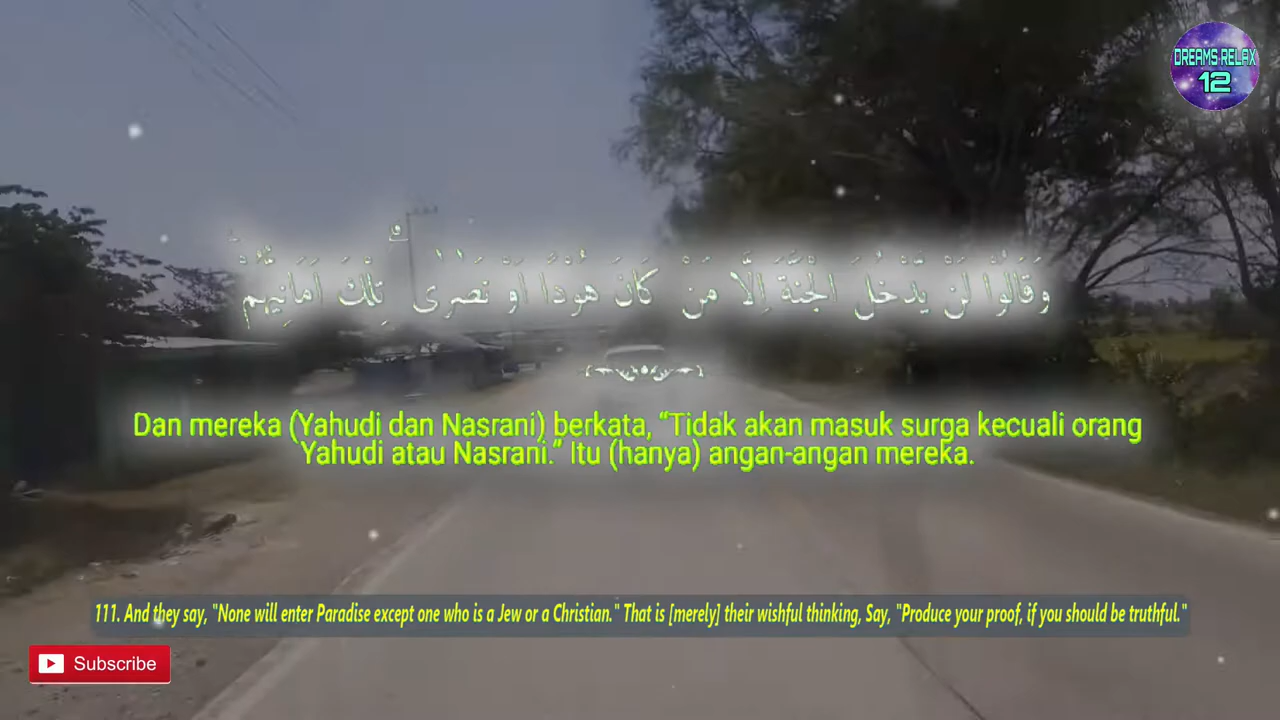 DREAMS RELAX
12
وَقَالُوْا لَنْ يَّدْخُلَ الْجَنَّةَ اِلَّا مَنْ كَانَ هُوْدًا اَوْ نَصٰرٰى ۗ تِلْكَ اَمَانِيُّهُمْ
Dan mereka (Yahudi dan Nasrani) berkata, “Tidak akan masuk surga kecuali orang
Yahudi atau Nasrani.” Itu (hanya) angan-angan mereka.
111. And they say, "None will enter Paradise except one who is a Jew or a Christian." That is [merely] their wishful thinking, Say, "Produce your proof, if you should be truthful."
Subscribe